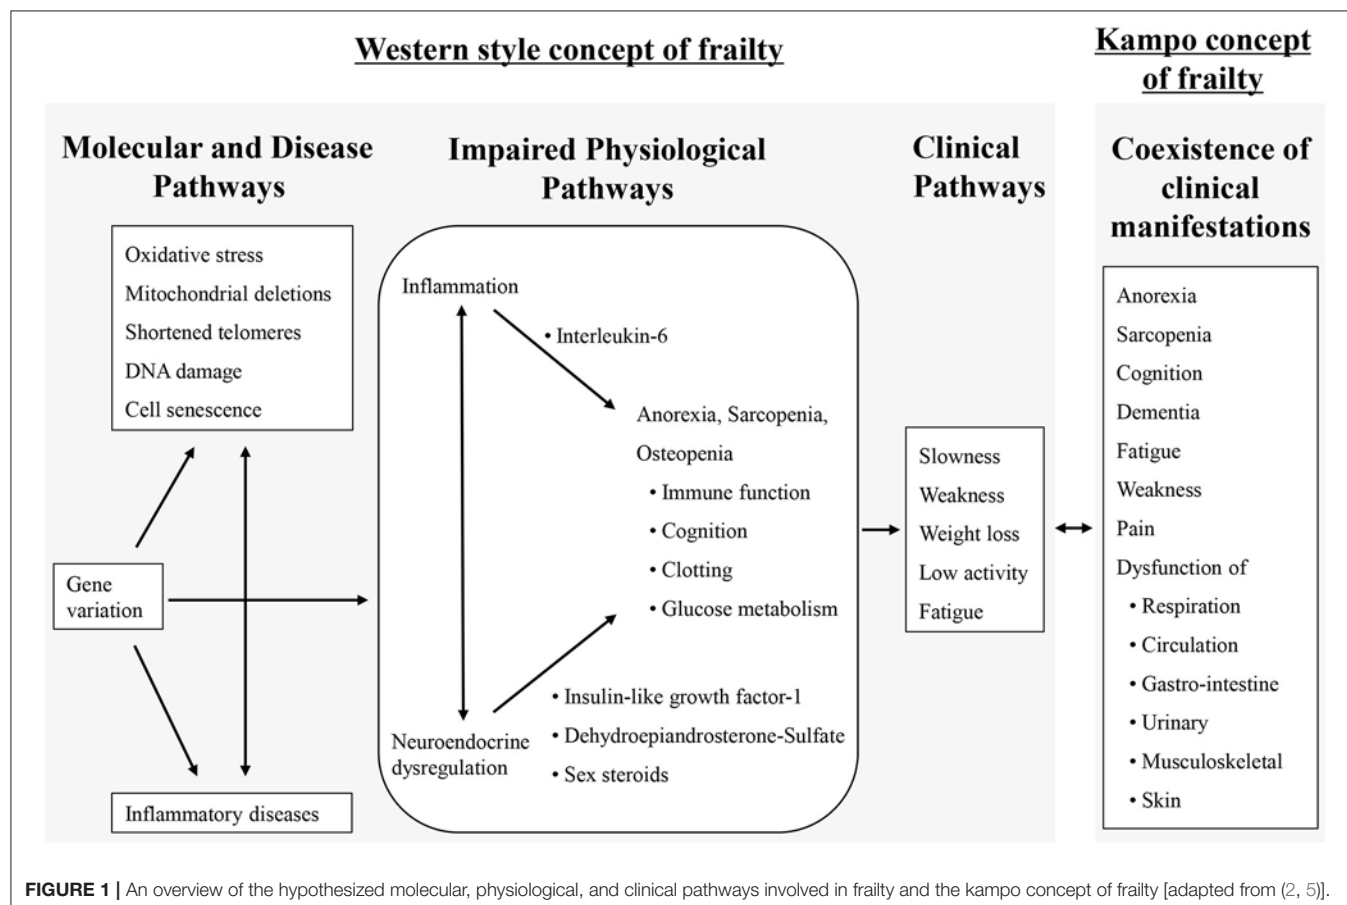 Western style concept of frailty
Kampo concept
of frailty
Molecular and Disease
Pathways
Impaired Physiological
Pathways
Clinical
Pathways
Coexistence of
clinical
manifestations
Oxidative stress
Mitochondrial deletions
Shortened telomeres
DNA damage
Cell senescence
Gene
variation
Inflammatory diseases
Inflammation
• Interleukin-6
Anorexia, Sarcopenia,
Osteopenia
• Immune function
• Cognition
• Clotting
• Glucose metabolism
Neuroendocrine
dysregulation
• Insulin-like growth factor-1
• Dehydroepiandrosterone-Sulfate
• Sex steroids
Slowness
Weakness
Weight loss
Low activity
Fatigue
Anorexia
Sarcopenia
Cognition
Dementia
Fatigue
Weakness
Pain
Dysfunction of
• Respiration
• Circulation
• Gastro-intestine
• Urinary
• Musculoskeletal
• Skin
FIGURE 1 | An overview of the hypothesized molecular, physiological, and clinical pathways involved in frailty and the kampo concept of frailty [adapted from (2, 5)].